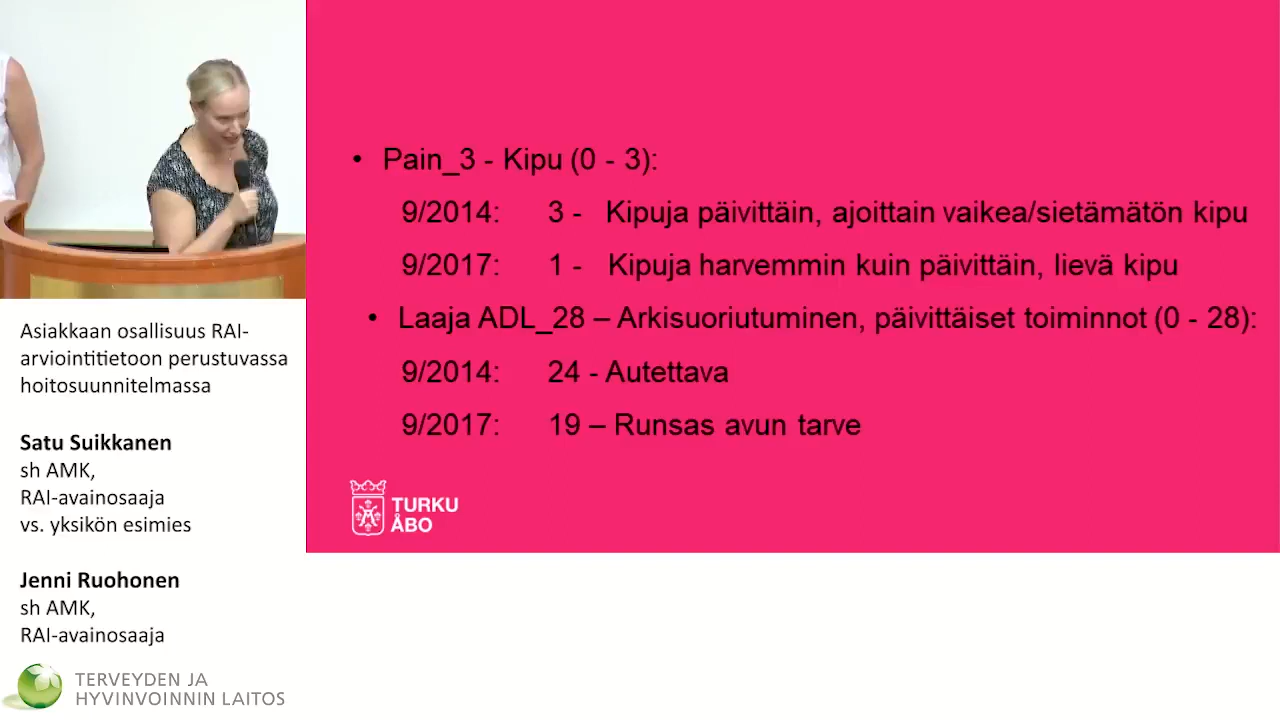 • Pain_3 - Kipu (0 - 3):
9/2014: 3 - Kipuja päivittäin, ajoittain vaikea/sietämätön kipu
9/2017: 1 - Kipuja harvemmin kuin päivittäin, lievä kipu
• Laaja ADL_28 – Arkisuoriutuminen, päivittäiset toiminnot (0 - 28):
9/2014: 24 - Autettava
9/2017: 19 – Runsas avun tarve
TURKU
ÅBO
Asiakkaan osallisuus RAI-
arviointitietoon perustuvassa
hoitosuunnitelmassa
Satu Suikkanen
sh AMK,
RAI-avainosaaja
vs. yksikön esimies
Jenni Ruohonen
sh AMK,
RAI-avainosaaja
TERVEYDEN JA
HYVINVOINNIN LAITOS